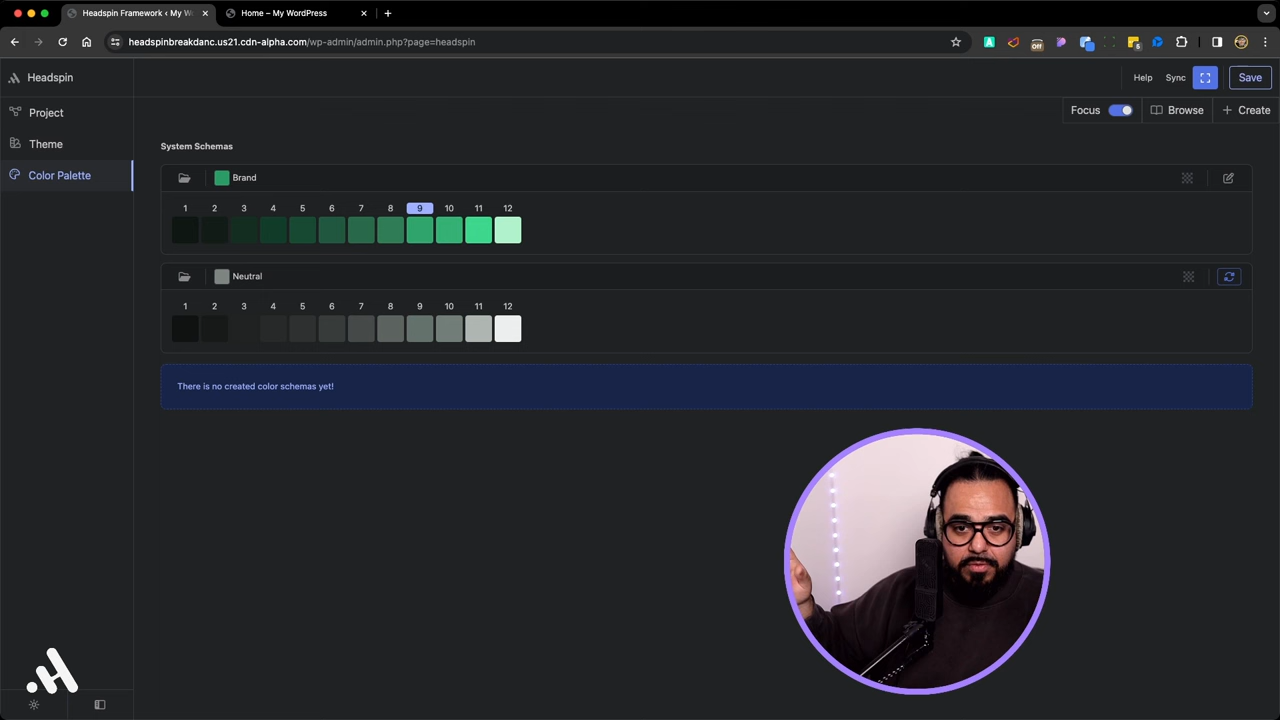 Headspin Framework ‹ My W
Home – My WordPress
headspinbreakdanc.us21.cdn-alpha.com/wp-admin/admin.php?page=headspin
Off
5
Headspin
Help
Sync
Save
Project
Focus
Browse
Create
Theme
System Schemas
Color Palette
Brand
1 2 3 4 5 6 7 8 9 10 11 12
Neutral
1 2 3 4 5 6 7 8 9 10 11 12
There is no created color schemas yet!